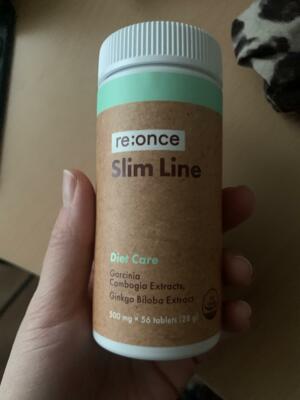 re:once
Slim Line
Diet Care
Garcinia
Cambogia Extracts,
Ginkgo Biloba Extract
500 mg × 56 tablets (28 g)